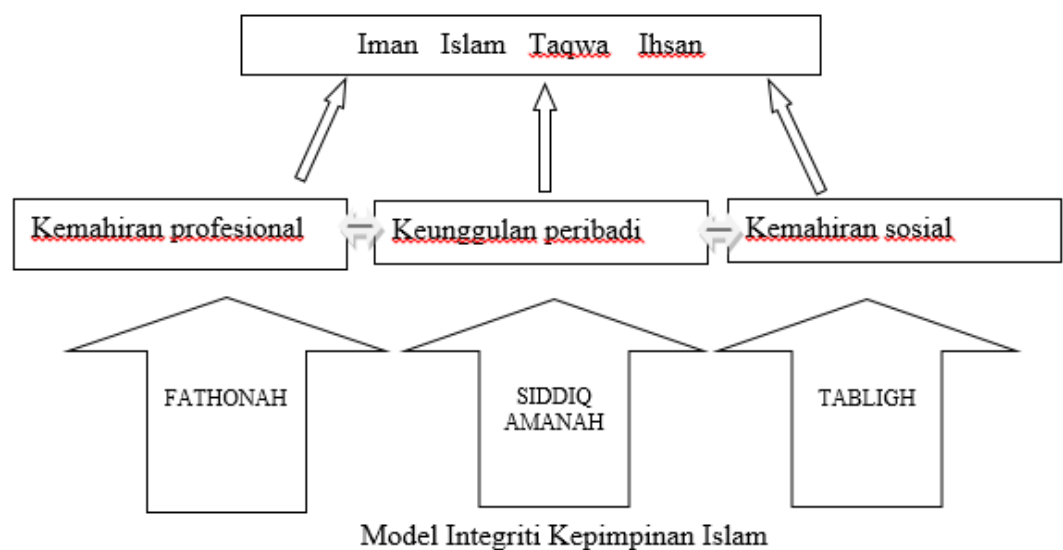 Iman Islam Taqwa Ihsan
Kemahiran profesional
Keunggulan peribadi
Kemahiran sosial
FATHONAH
SIDDIQ
AMANAH
TABLIGH
Model Integriti Kepimpinan Islam